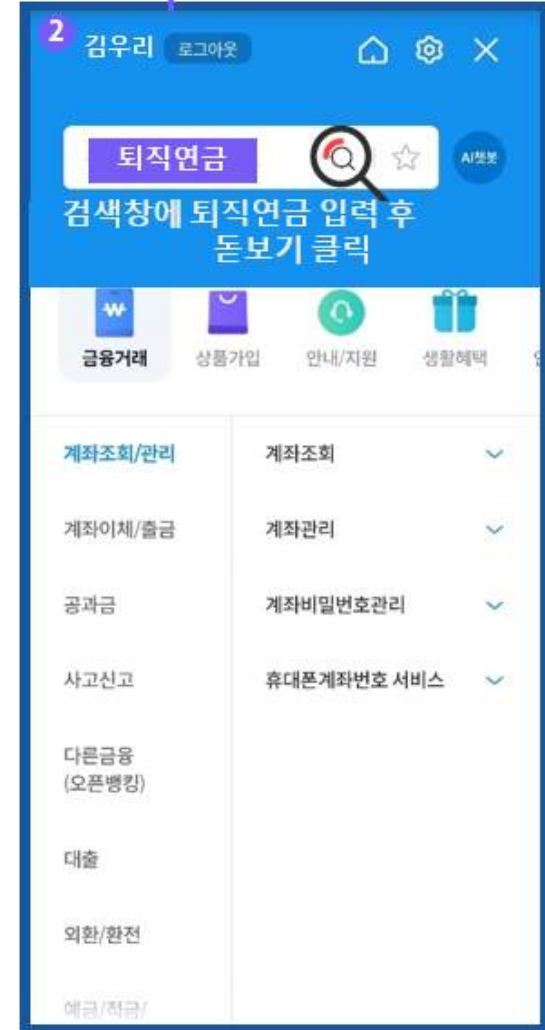 2
김우리 로그아웃
퇴직연금 AI챗봇
검색창에 퇴직연금 입력 후
돋보기 클릭
금융거래 상품가입 안내/지원 생활혜택
계좌조회/관리 계좌조회
계좌이체/출금 계좌관리
공과금 계좌비밀번호관리
사고신고 휴대폰계좌번호 서비스
다른금융
(오픈뱅킹)
대출
외환/환전
예금/적금/